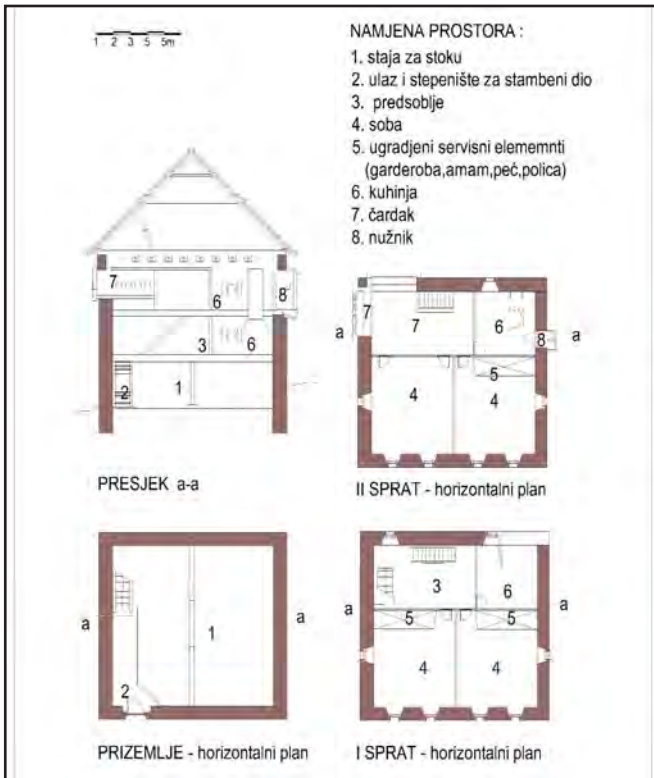 1 2 3 5 5m
NAMJENA PROSTORA :
1. staja za stoku
2. ulaz i stepenište za stambeni dio
3. predsoblje
4. soba
5. ugradjeni servisni elememnti
(garderoba,amam,peć,polica)
6. kuhinja
7. čardak
8. nužnik
7
6
8
3
6
2
1
PRESJEK a-a
7
7
6
a
8
a
5
4
4
II SPRAT - horizontalni plan
1
a
a
2
PRIZEMLJE - horizontalni plan
3
6
a
a
5
5
4
4
I SPRAT - horizontalni plan